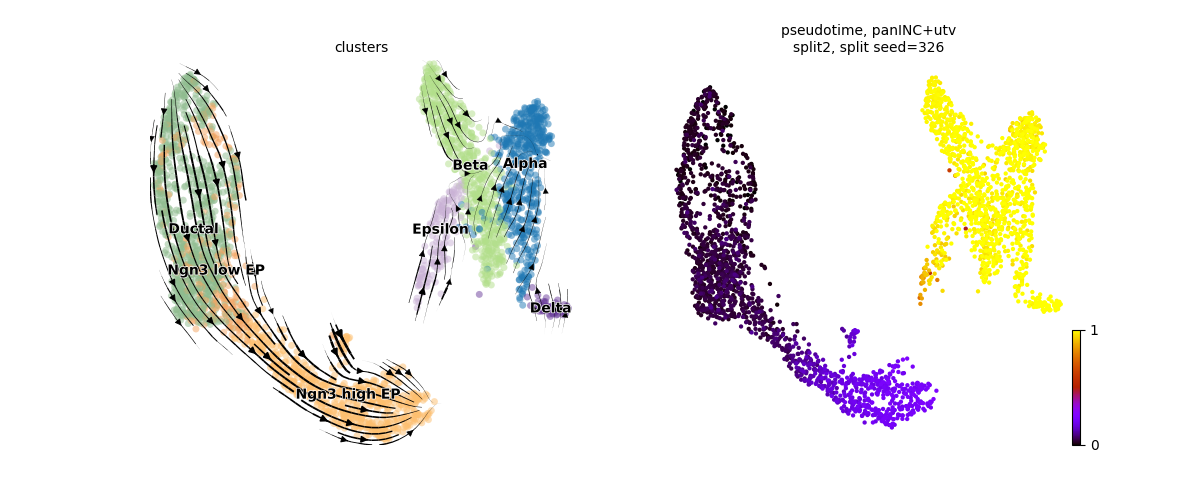 clusters
Beta
Alpha
Ductal
Epsilon
Ngn3 low EP
Delta
Ngn3 high EP
pseudotime, panINC+utv
split2, split seed=326
1
0